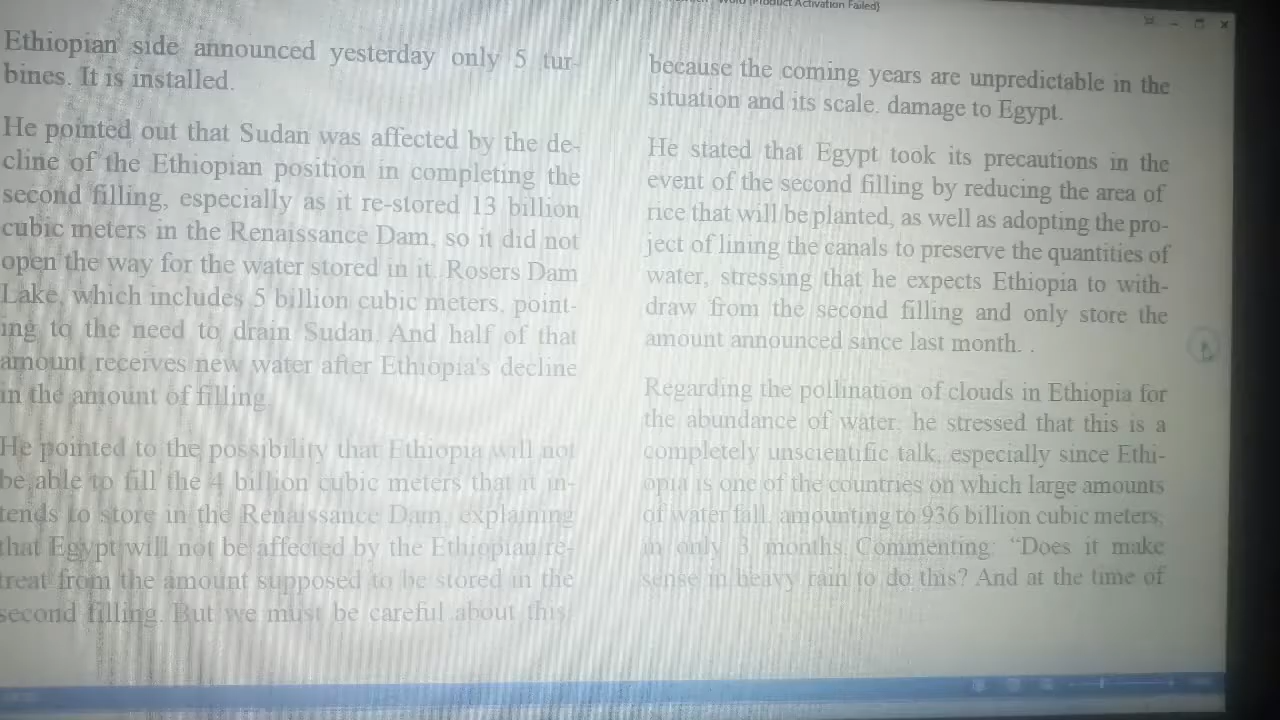 Word (Product Activation Failed)
Ethiopian side announced yesterday only 5 tur-
bines. It is installed.
He pointed out that Sudan was affected by the de-
cline of the Ethiopian position in completing the
second filling, especially as it re-stored 13 billion
cubic meters in the Renaissance Dam, so it did not
open the way for the water stored in it. Rosers Dam
Lake, which includes 5 billion cubic meters, point-
ing to the need to drain Sudan. And half of that
amount receives new water after Ethiopia's decline
in the amount of filling.
He pointed to the possibility that Ethiopia will not
be able to fill the 4 billion cubic meters that it in-
tends to store in the Renaissance Dam, explaining
that Egypt will not be affected by the Ethiopian re-
treat from the amount supposed to be stored in the
second filling. But we must be careful about this,
because the coming years are unpredictable in the
situation and its scale. damage to Egypt.
He stated that Egypt took its precautions in the
event of the second filling by reducing the area of
rice that will be planted, as well as adopting the pro-
ject of lining the canals to preserve the quantities of
water, stressing that he expects Ethiopia to with-
draw from the second filling and only store the
amount announced since last month. .
Regarding the pollination of clouds in Ethiopia for
the abundance of water, he stressed that this is a
completely unscientific talk, especially since Ethi-
opia is one of the countries on which large amounts
of water fall, amounting to 936 billion cubic meters,
in only 3 months. Commenting: “Does it make
sense in heavy rain to do this? And at the time of